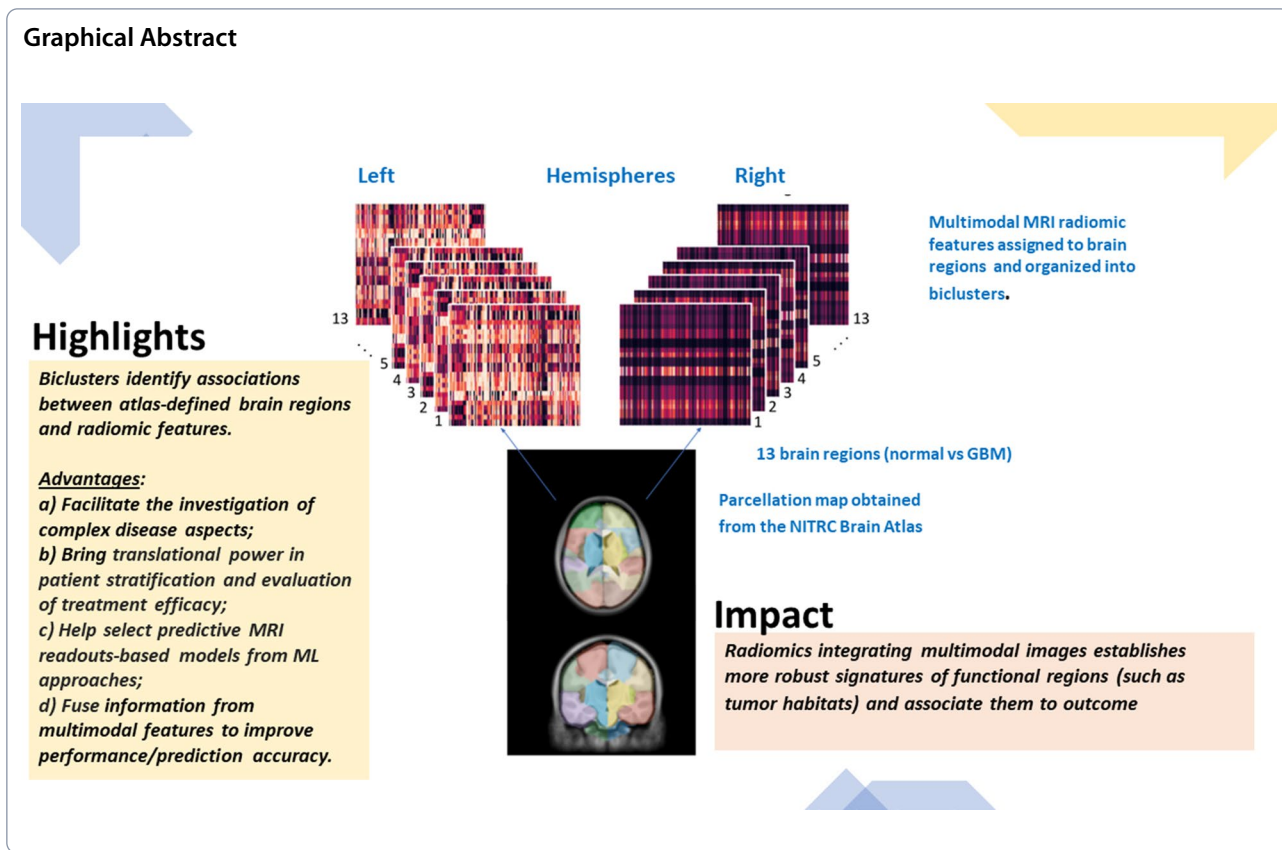 Graphical Abstract
Left Hemispheres Right
Multimodal MRI radiomic
features assigned to brain
regions and organized into
biclusters.
13
...
5
4
3
2
1
13
...
5
4
3
2
1
Highlights
Biclusters identify associations
between atlas-defined brain regions
and radiomic features.
Advantages:
a) Facilitate the investigation of
complex disease aspects;
b) Bring translational power in
patient stratification and evaluation
of treatment efficacy;
c) Help select predictive MRI
readouts-based models from ML
approaches;
d) Fuse information from
multimodal features to improve
performance/prediction accuracy.
13 brain regions (normal vs GBM)
Parcellation map obtained
from the NITRC Brain Atlas
Impact
Radiomics integrating multimodal images establishes
more robust signatures of functional regions (such as
tumor habitats) and associate them to outcome